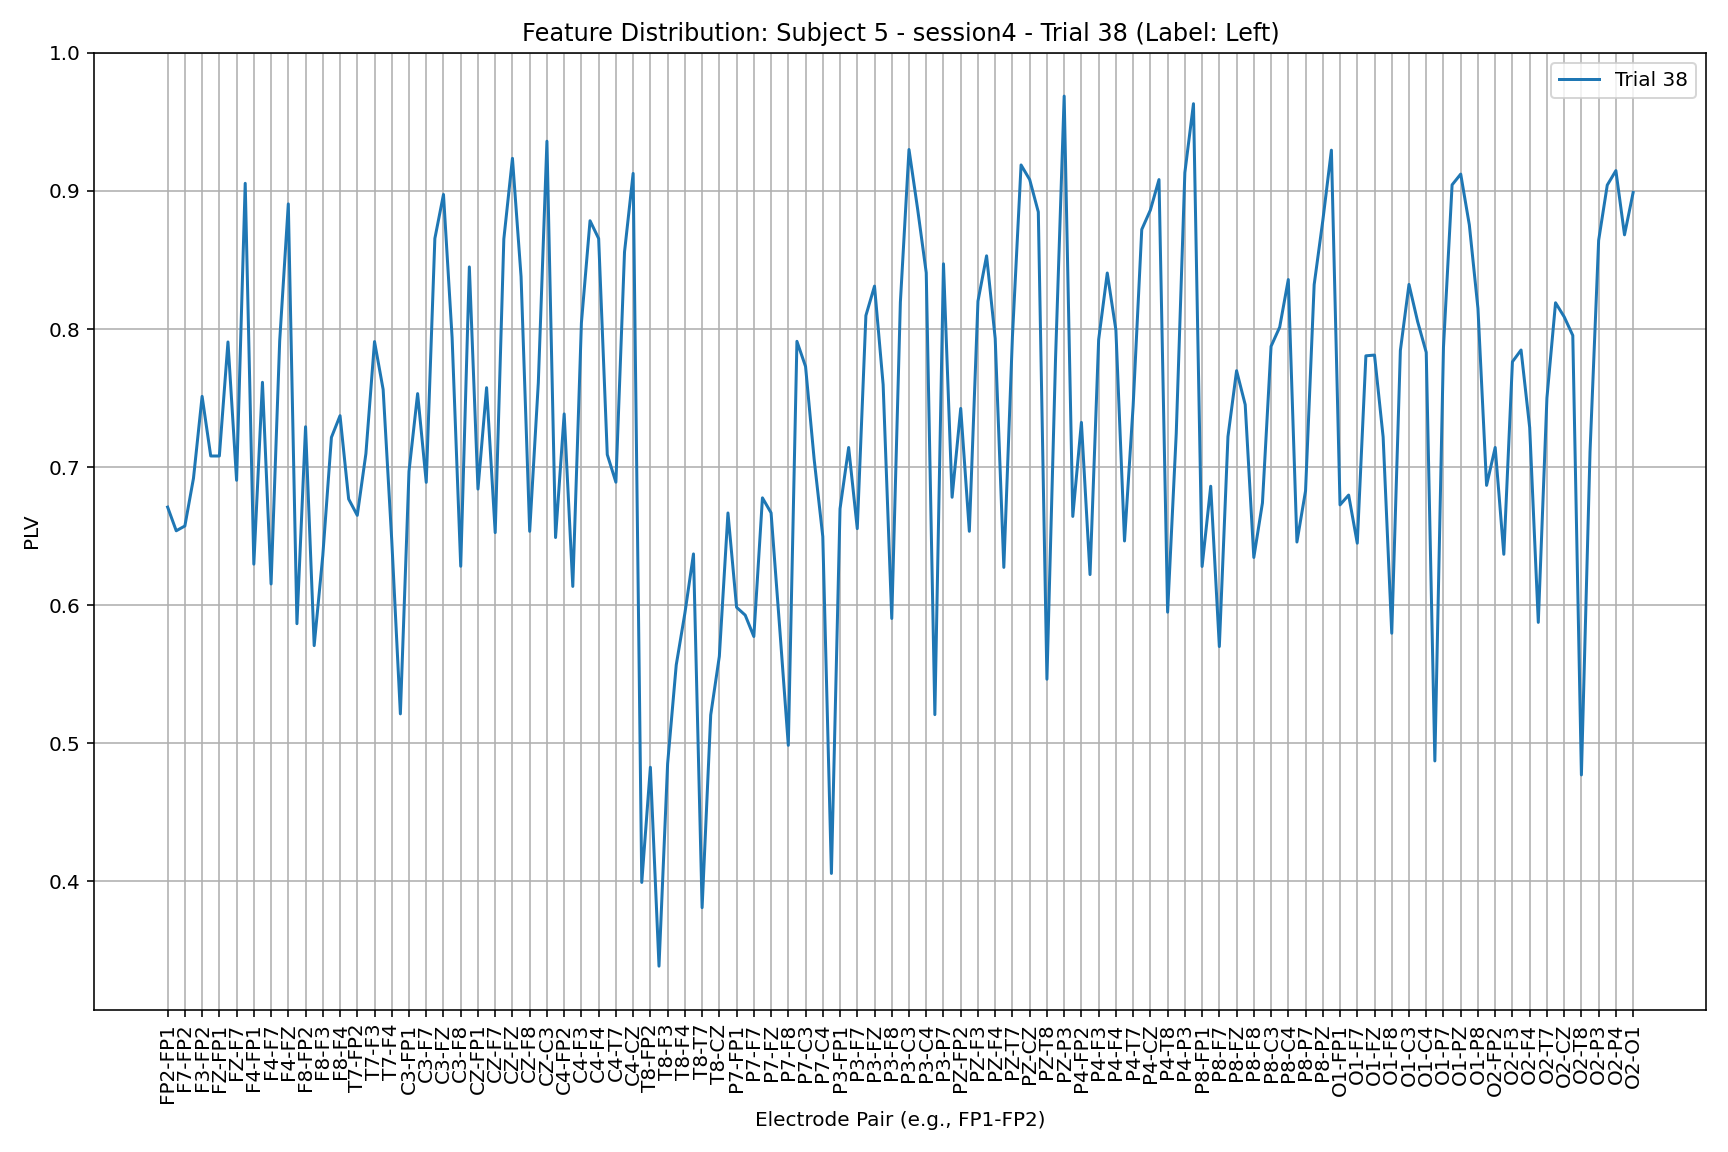 Feature Distribution: Subject 5 - session4 - Trial 38 (Label: Left)
Trial 38
1.0
0.9
0.8
0.7
0.6
0.5
0.4
PLV
FP2-FP1
F7-FP2
F3-FP2
FZ-FP1
FZ-F7
F4-FP1
F4-F7
F4-FZ
F8-FP2
F8-F3
F8-F4
T7-FP2
T7-F3
T7-F4
C3-FP1
C3-F7
C3-FZ
C3-F8
CZ-FP1
CZ-F7
CZ-FZ
CZ-F8
CZ-C3
C4-FP2
C4-F3
C4-F4
C4-T7
C4-CZ
T8-FP2
T8-F3
T8-F4
T8-T7
T8-CZ
P7-FP1
P7-F7
P7-FZ
P7-F8
P7-C3
P7-C4
P3-FP1
P3-F7
P3-FZ
P3-F8
P3-C3
P3-C4
P3-P7
PZ-FP2
PZ-F3
PZ-F4
PZ-T7
PZ-CZ
PZ-T8
PZ-P3
P4-FP2
P4-F3
P4-F4
P4-T7
P4-CZ
P4-T8
P4-P3
P8-FP1
P8-F7
P8-FZ
P8-F8
P8-C3
P8-C4
P8-P7
P8-PZ
O1-FP1
O1-F7
O1-FZ
O1-F8
O1-C3
O1-C4
O1-P7
O1-PZ
O1-P8
O2-FP2
O2-F3
O2-F4
O2-T7
O2-CZ
O2-T8
O2-P3
O2-P4
O2-O1
Electrode Pair (e.g., FP1-FP2)